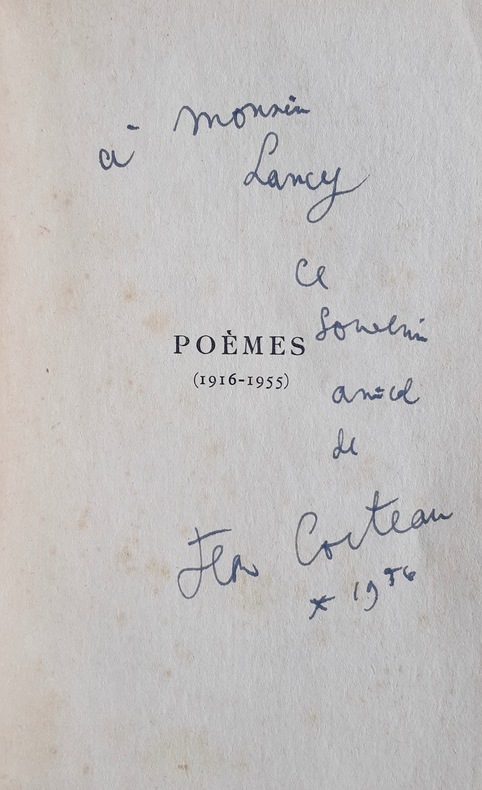 à monsieur
Lancy
ce
souvenir
POÈMES
(1916-1955)
amical
de
Jean Cocteau
* 1956